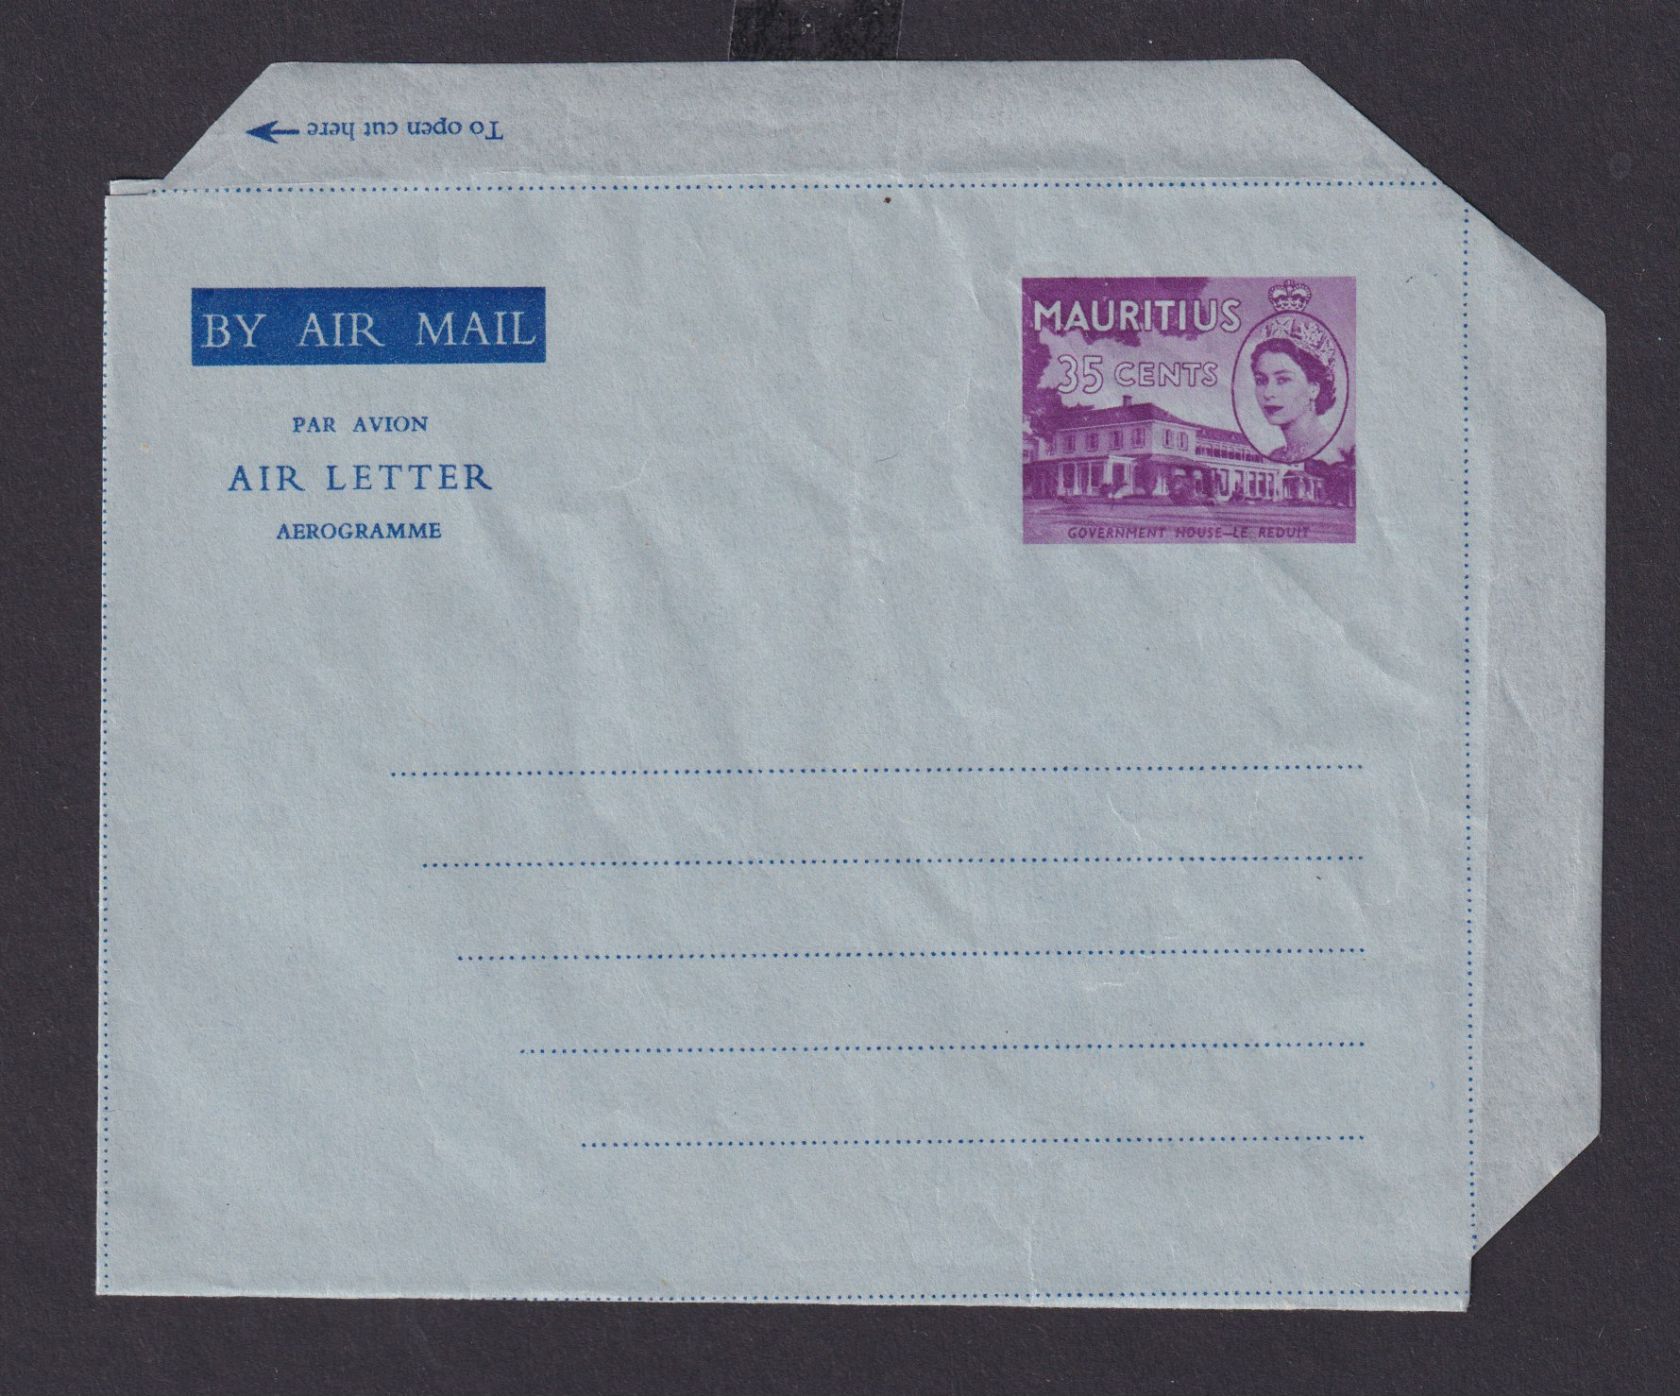 To open cut here
BY AIR MAIL
PAR AVION
AIR LETTER
AEROGRAMME
MAURITIUS
35 CENTS
GOVERNMENT HOUSE—LE REDUIT